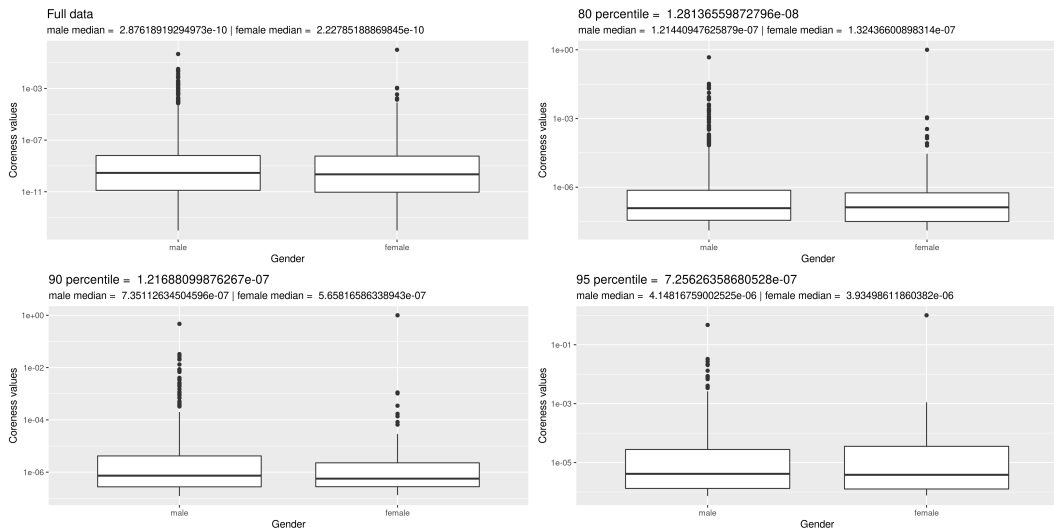 Full data
male median = 2.87618919294973e-10 | female median = 2.22785188869845e-10
Coreness values
1e-03
1e-07
1e-11
male
female
Gender
80 percentile = 1.28136559872796e-08
male median = 1.21440947625879e-07 | female median = 1.32436600898314e-07
Coreness values
1e+00
1e-03
1e-06
male
female
Gender
90 percentile = 1.21688099876267e-07
male median = 7.35112634504596e-07 | female median = 5.65816586338943e-07
Coreness values
1e+00
1e-02
1e-04
1e-06
male
female
Gender
95 percentile = 7.25626358680528e-07
male median = 4.14816759002525e-06 | female median = 3.93498611860382e-06
Coreness values
1e-01
1e-03
1e-05
male
female
Gender